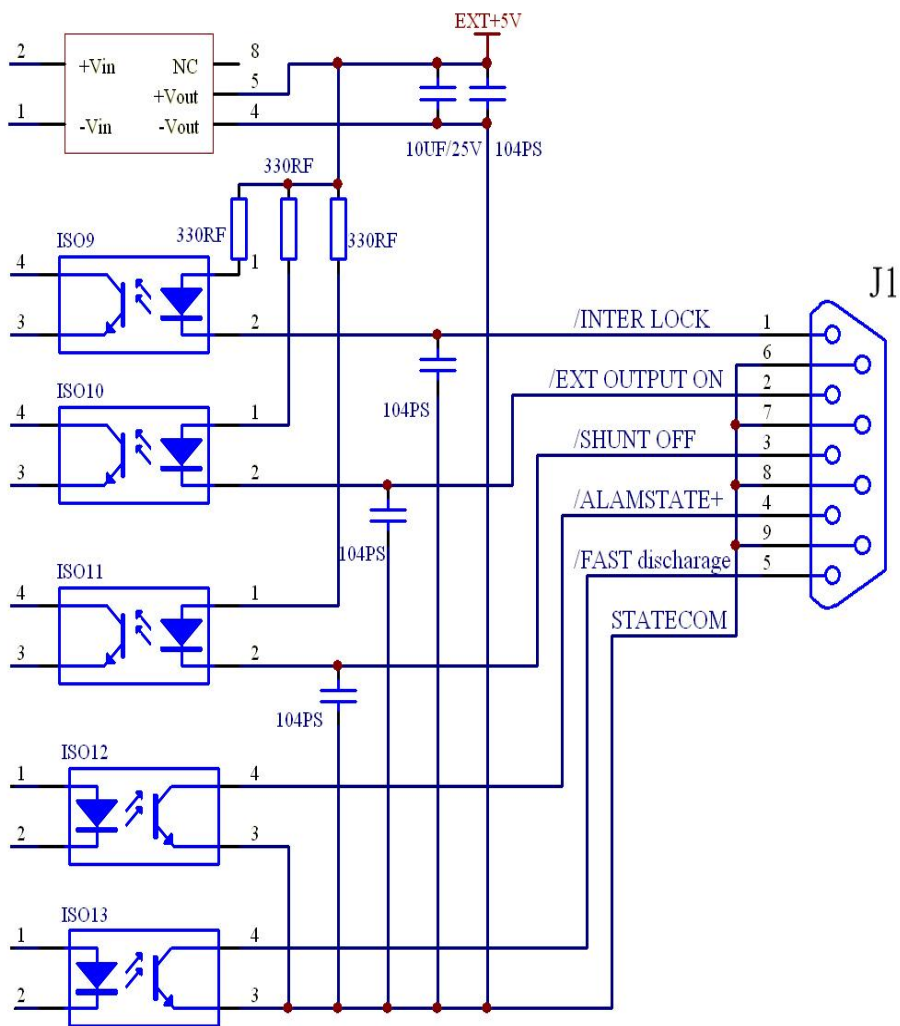 EXT+5V
2 +Vin NC 8
+Vout 5
1 -Vin -Vout 4
10UF/25V 104PS
330RF
330RF 330RF
ISO9
4 1
3 2
J1
/INTER LOCK 1
6
/EXT OUTPUT ON 2
7
/SHUNT OFF 3
8
/ALAMSTATE+ 4
9
/FAST discharage 5
STATECOM
104PS
ISO10
4 1
3 2
104PS
ISO11
4 1
3 2
104PS
ISO12
1 4
2 3
ISO13
1 4
2 3